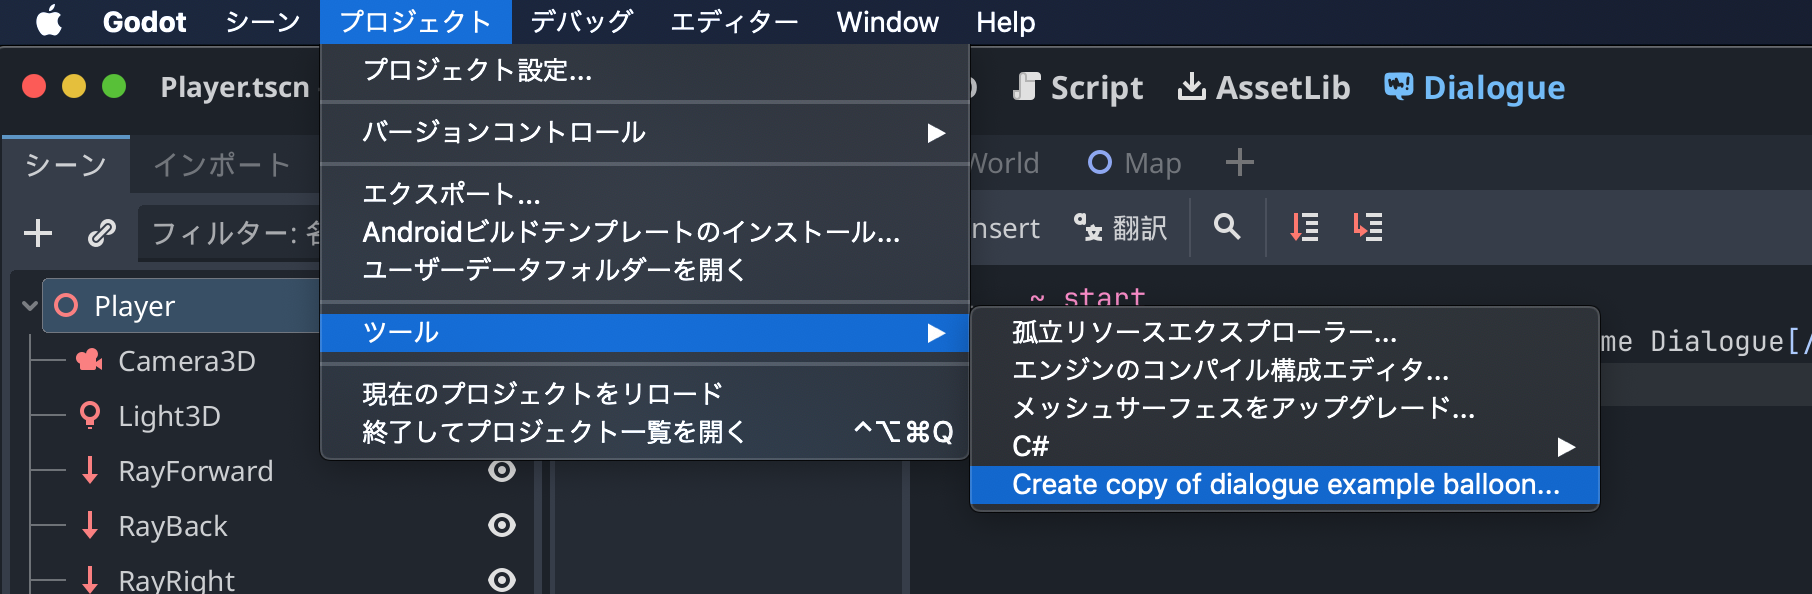 Godot シーン プロジェクト デバッグ エディター Window Help
Player.tscn
Script AssetLib Dialogue
シーン インポート
World Map
フィルター:
nsert 翻訳
プロジェクト設定...
バージョンコントロール
エクスポート...
Androidビルドテンプレートのインストール...
ユーザーデータフォルダーを開く
ツール
現在のプロジェクトをリロード
終了してプロジェクト一覧を開く ^⌥⌘Q
孤立リソースエクスプローラー...
エンジンのコンパイル構成エディタ...
メッシュサーフェスをアップグレード...
C#
Create copy of dialogue example balloon...
~ start
me Dialogue[/
Player
Camera3D
Light3D
RayForward
RayBack
RayRight